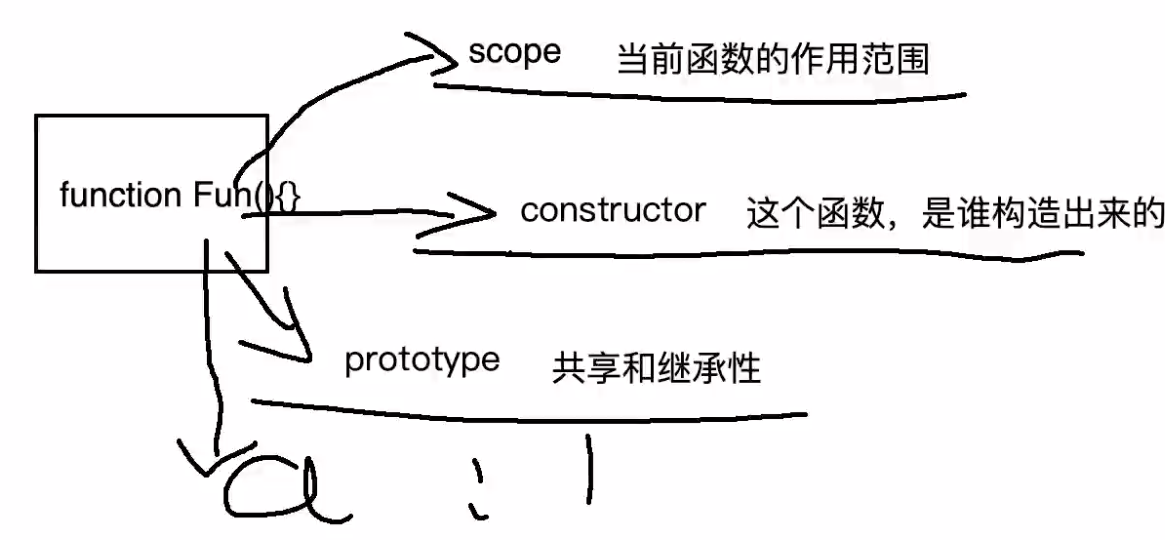 scope 当前函数的作用范围
function Fun(){}
constructor 这个函数，是谁构造出来的
prototype 共享和继承性
a : 1